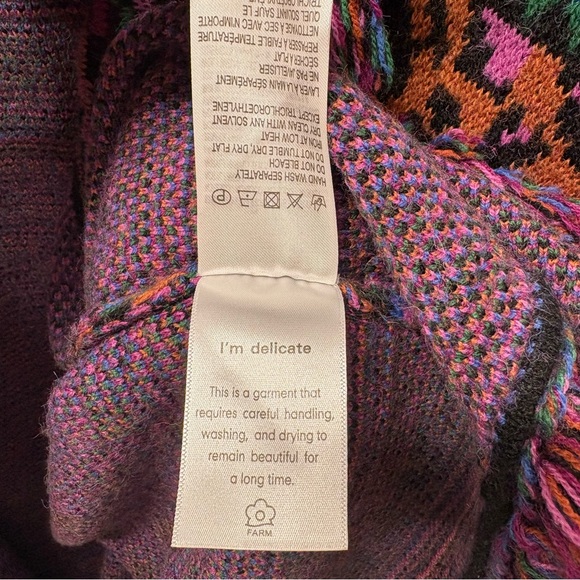 HAND WASH SEPARATELY
DO NOT BLEACH
DO NOT TUMBLE DRY, DRY FLAT
IRON AT LOW HEAT
DRY CLEAN WITH ANY SOLVENT
EXCEPT TRICHLOROETHYLENE
LAVER À LA MAIN SÉPARÉMENT
NE PAS JAVELLISER
SÉCHER À PLAT
REPASSER À FAIBLE TEMPÉRATURE
NETTOYAGE À SEC AVEC N'IMPORTE
QUEL SOLVANT SAUF LE
I'm delicate
This is a garment that
requires careful handling,
washing, and drying to
remain beautiful for
a long time.
FARM